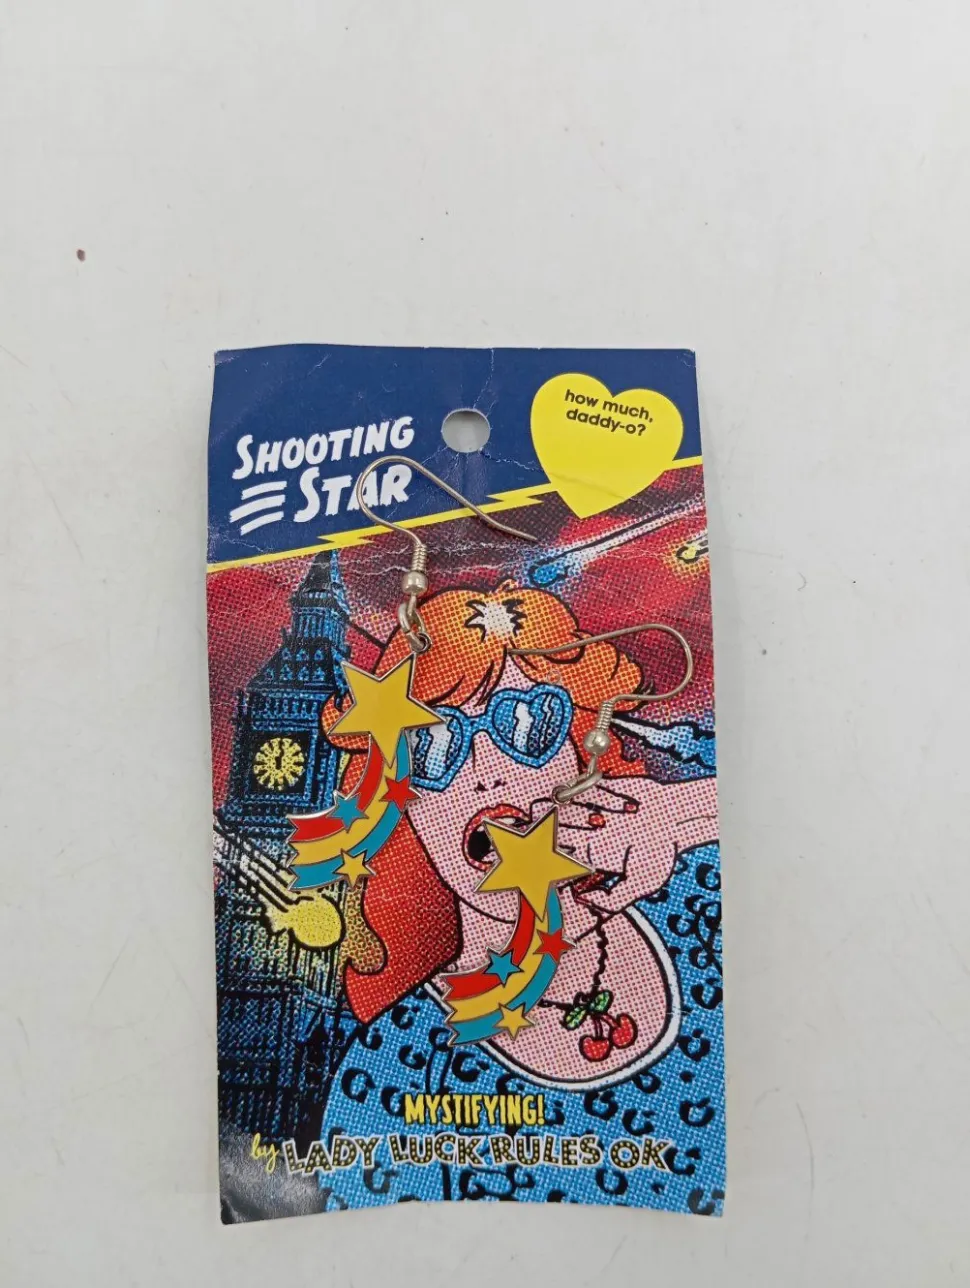 SHOOTING
STAR
how much,
daddy-o?
MYSTIFYING!
by LADY LUCK RULES OK